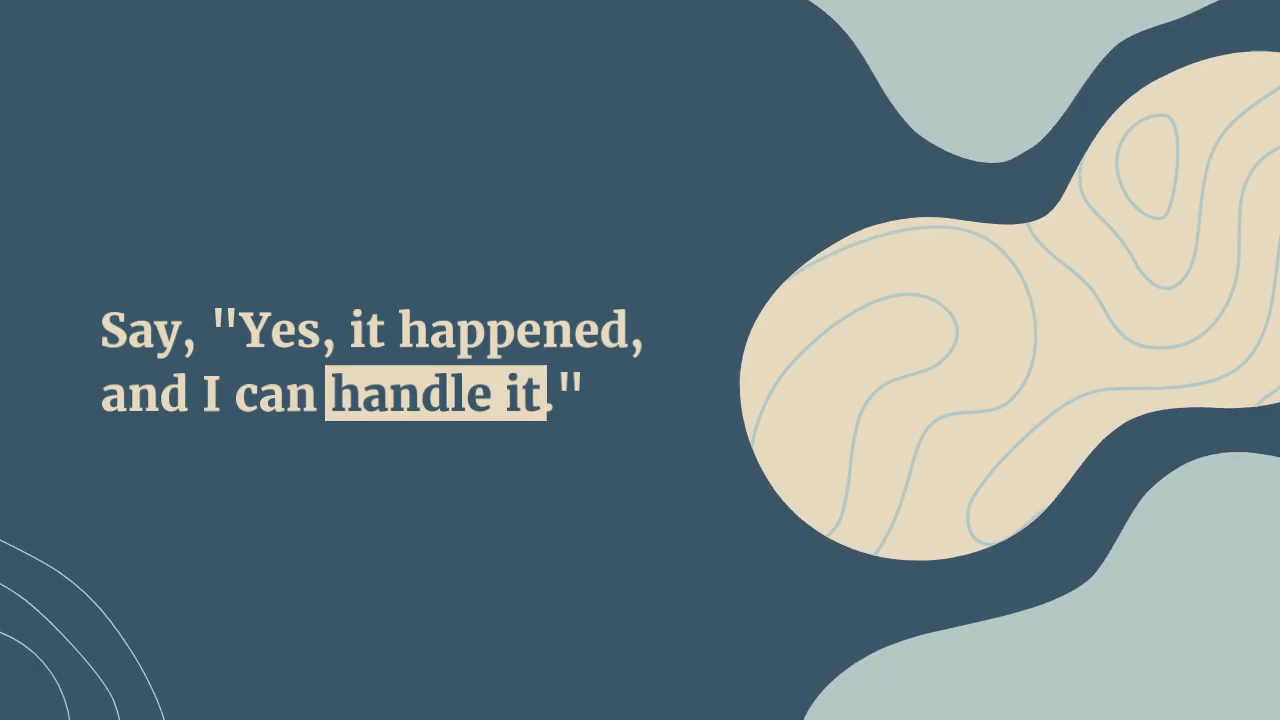 Say, "Yes, it happened,
and I can handle it."